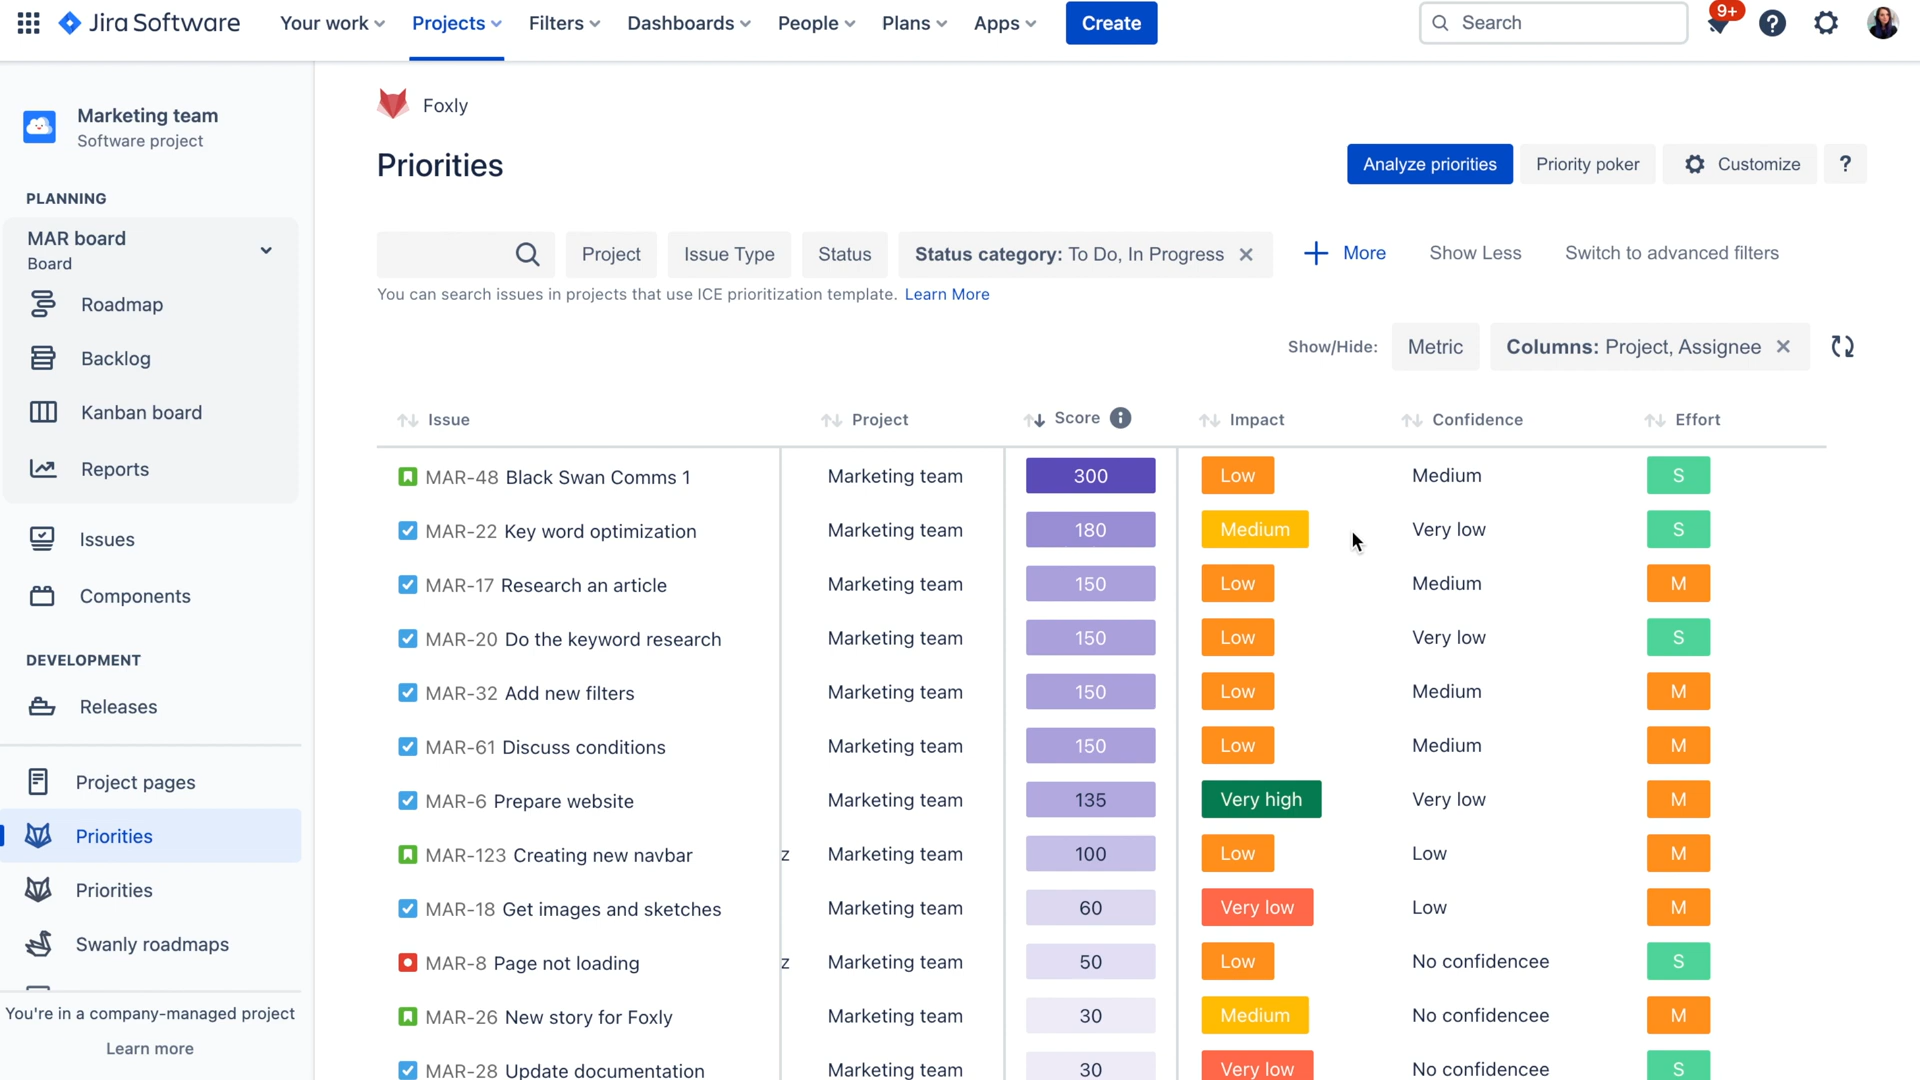 Jira Software Your work Projects Filters Dashboards People Plans Apps Create Search 9+ ?
Marketing team
Software project
PLANNING
MAR board
Board
Roadmap
Backlog
Kanban board
Reports
Issues
Components
DEVELOPMENT
Releases
Project pages
Priorities
Priorities
Swanly roadmaps
You're in a company-managed project
Learn more
Foxly
Priorities
Analyze priorities Priority poker Customize ?
Project Issue Type Status Status category: To Do, In Progress More Show Less Switch to advanced filters
You can search issues in projects that use ICE prioritization template. Learn More
Show/Hide: Metric Columns: Project, Assignee
Issue Project Score Impact Confidence Effort
MAR-48 Black Swan Comms 1 Marketing team 300 Low Medium S
MAR-22 Key word optimization Marketing team 180 Medium Very low S
MAR-17 Research an article Marketing team 150 Low Medium M
MAR-20 Do the keyword research Marketing team 150 Low Very low S
MAR-32 Add new filters Marketing team 150 Low Medium M
MAR-61 Discuss conditions Marketing team 150 Low Medium M
MAR-6 Prepare website Marketing team 135 Very high Very low M
MAR-123 Creating new navbar z Marketing team 100 Low Low M
MAR-18 Get images and sketches Marketing team 60 Very low Low M
MAR-8 Page not loading z Marketing team 50 Low No confidencee S
MAR-26 New story for Foxly Marketing team 30 Medium No confidencee M
MAR-28 Update documentation Marketing team 30 Very low No confidencee S